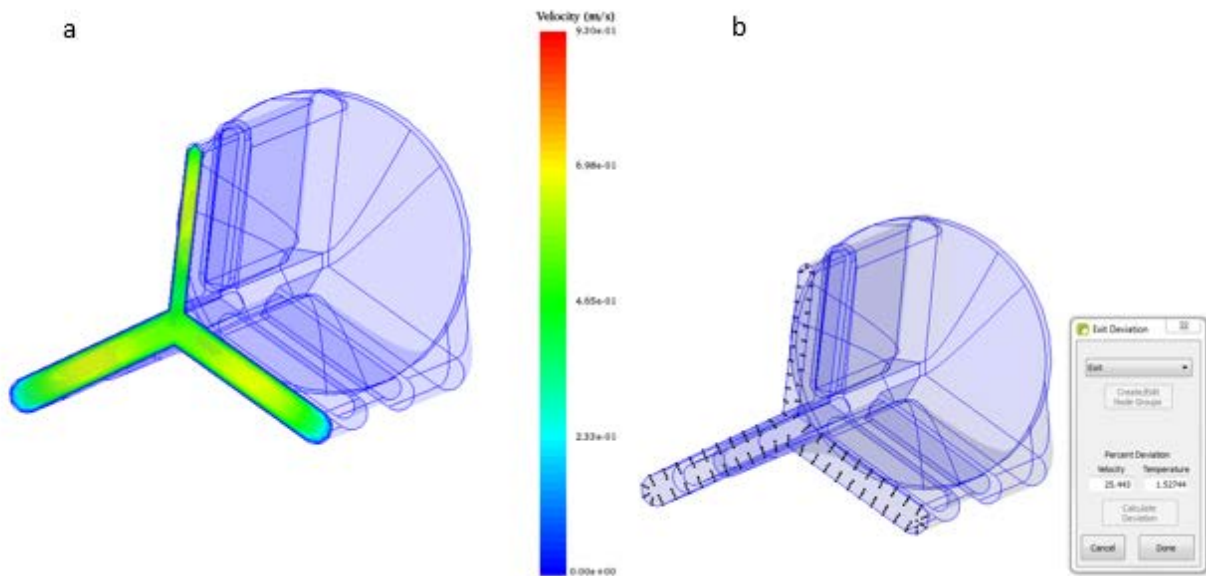 a
Velocity (m/s)
9.30e-01
6.98e-01
4.65e-01
2.33e-01
0.00e+00
b
Exit Deviation
Exit
Create/Edit
Node Groups
Percent Deviation
Velocity Temperature
25.443 1.52744
Calculate
Deviation
Cancel Done